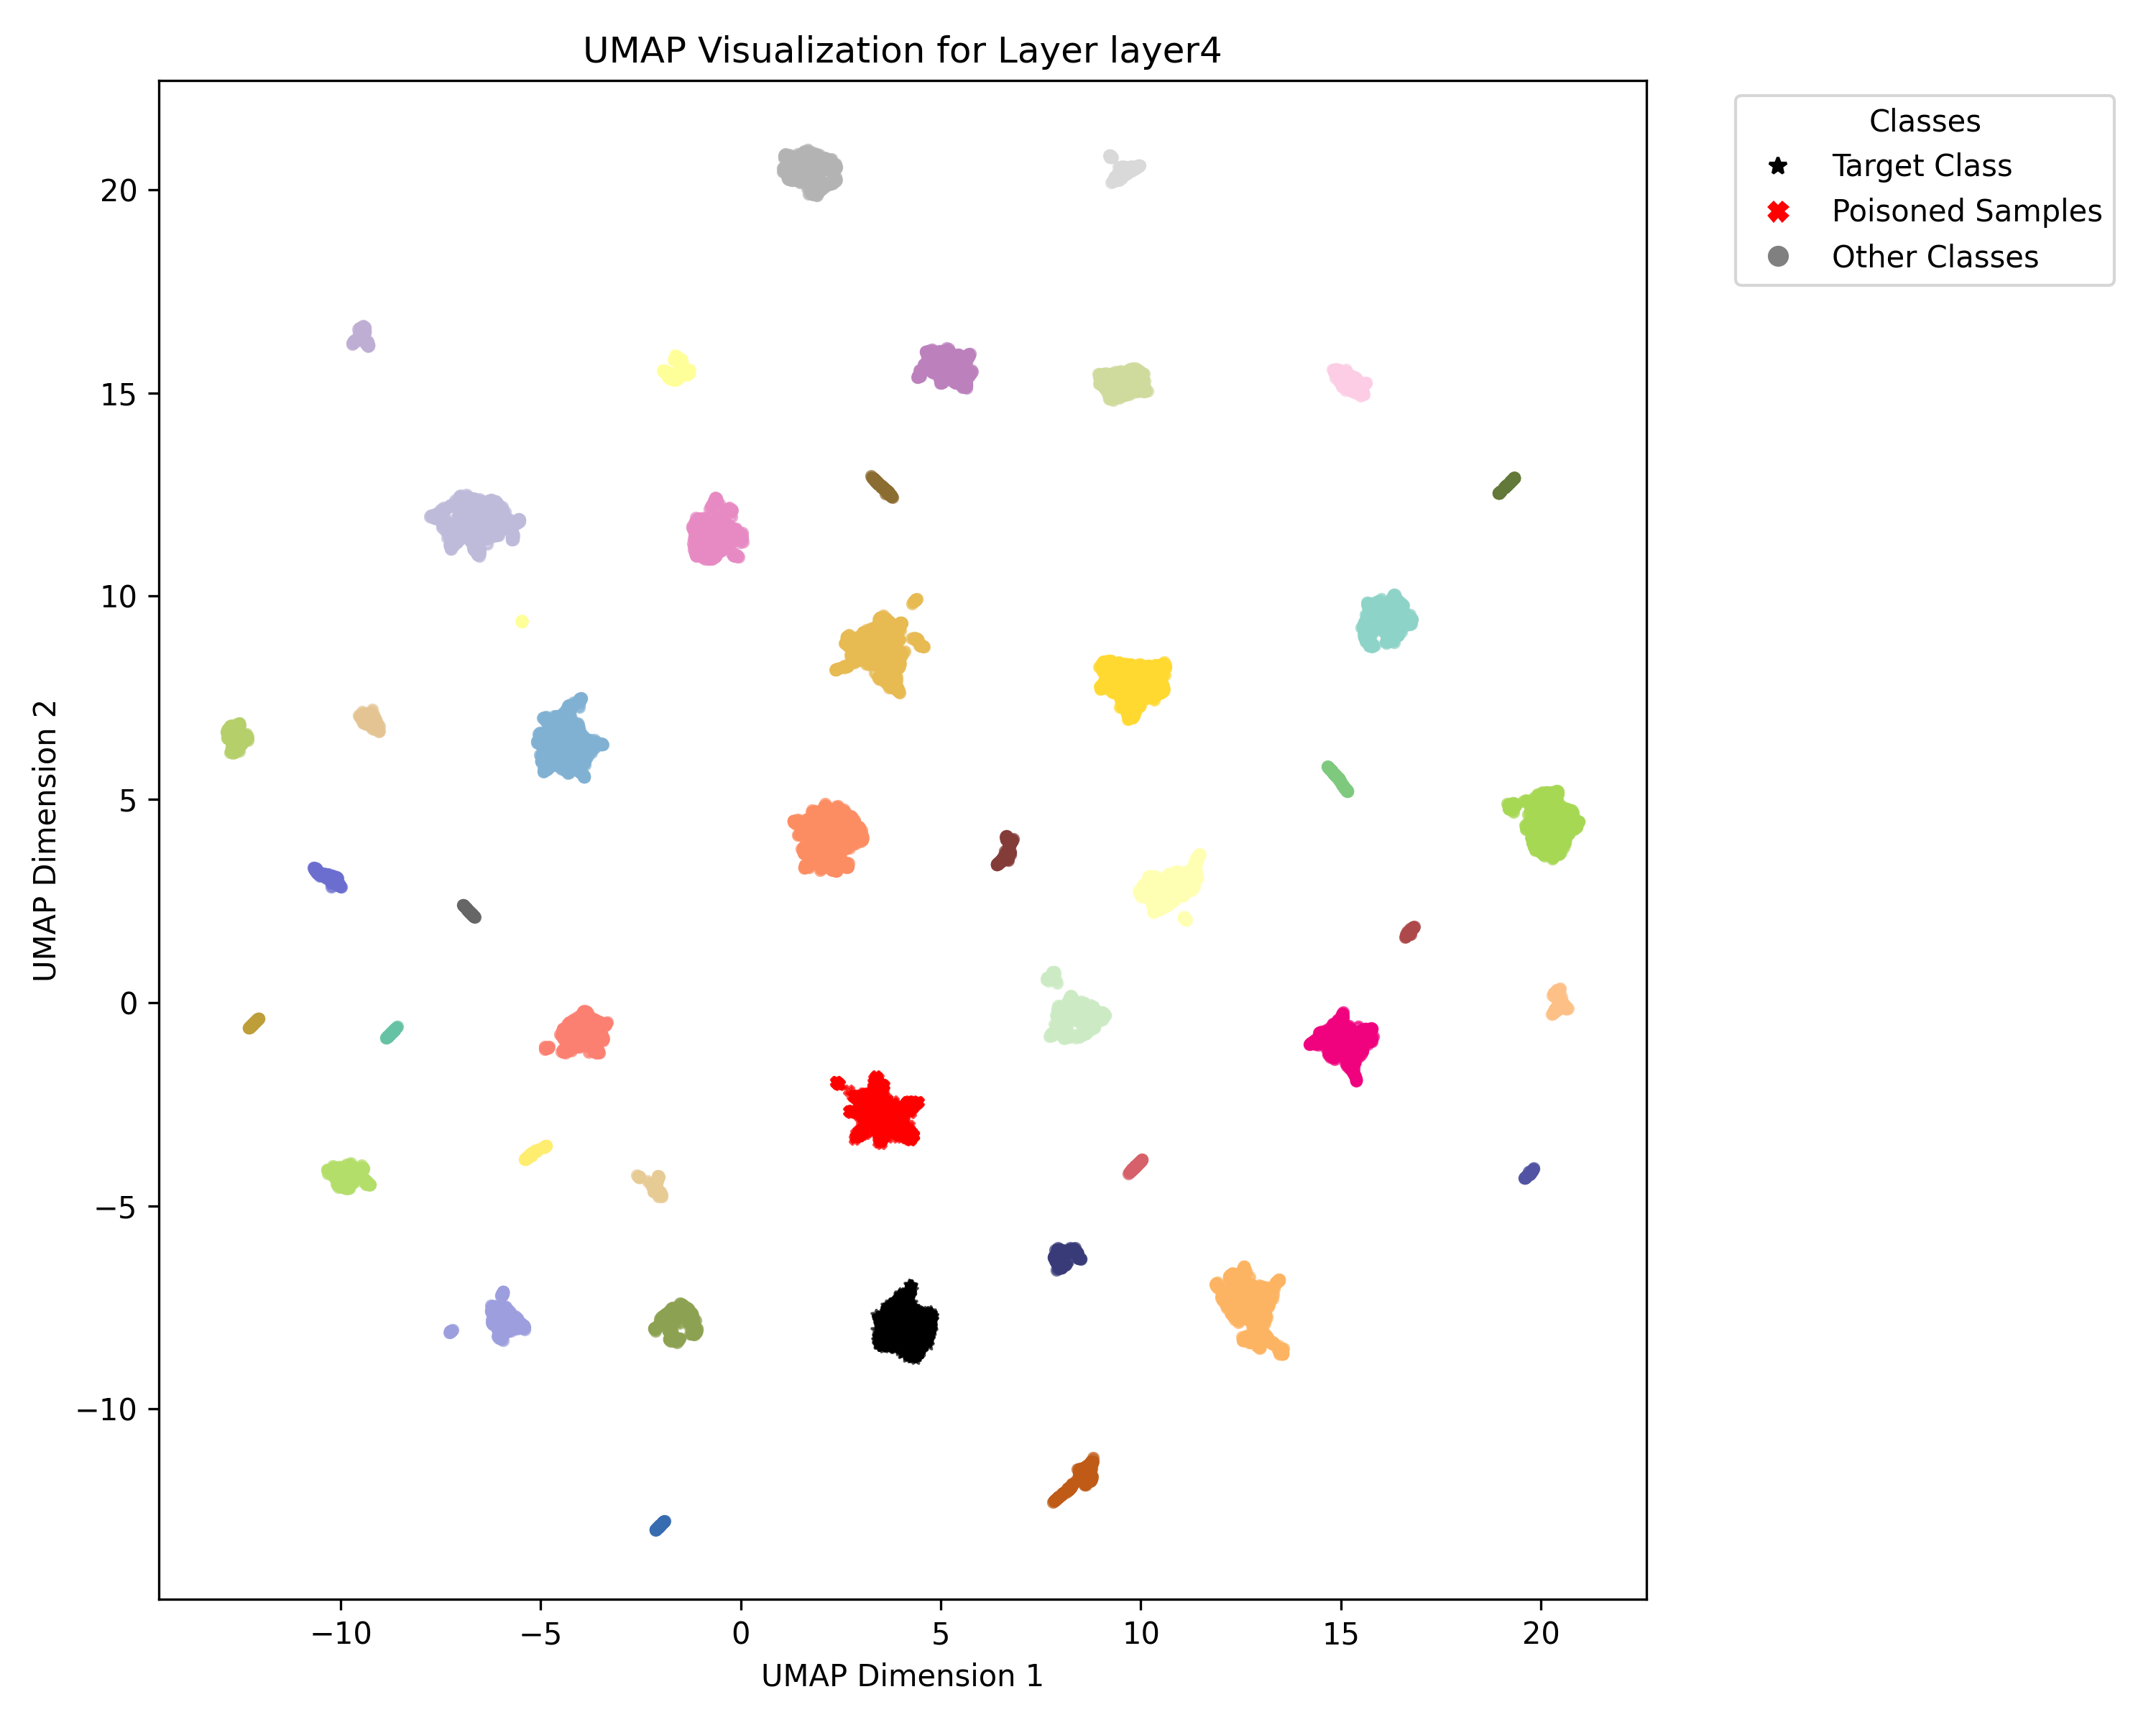 UMAP Visualization for Layer layer4
Classes
Target Class
Poisoned Samples
Other Classes
20
15
10
5
0
−5
−10
UMAP Dimension 2
−10
−5
0
5
10
15
20
UMAP Dimension 1